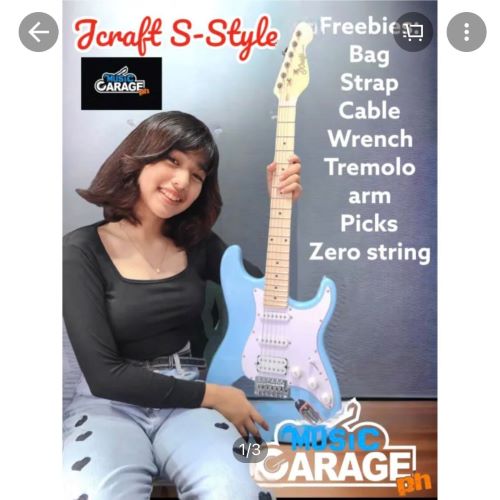 Jcraft S-Style
MUSIC
GARAGE
ph
Freebies:
Bag
Strap
Cable
Wrench
Tremolo
arm
Picks
Zero string
1/3
MUSIC
GARAGE
ph